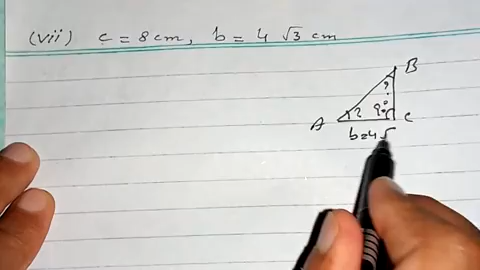 (vii) c = 8 cm, b = 4 √3 cm
B
?
A ? 90° C
b = 4 √